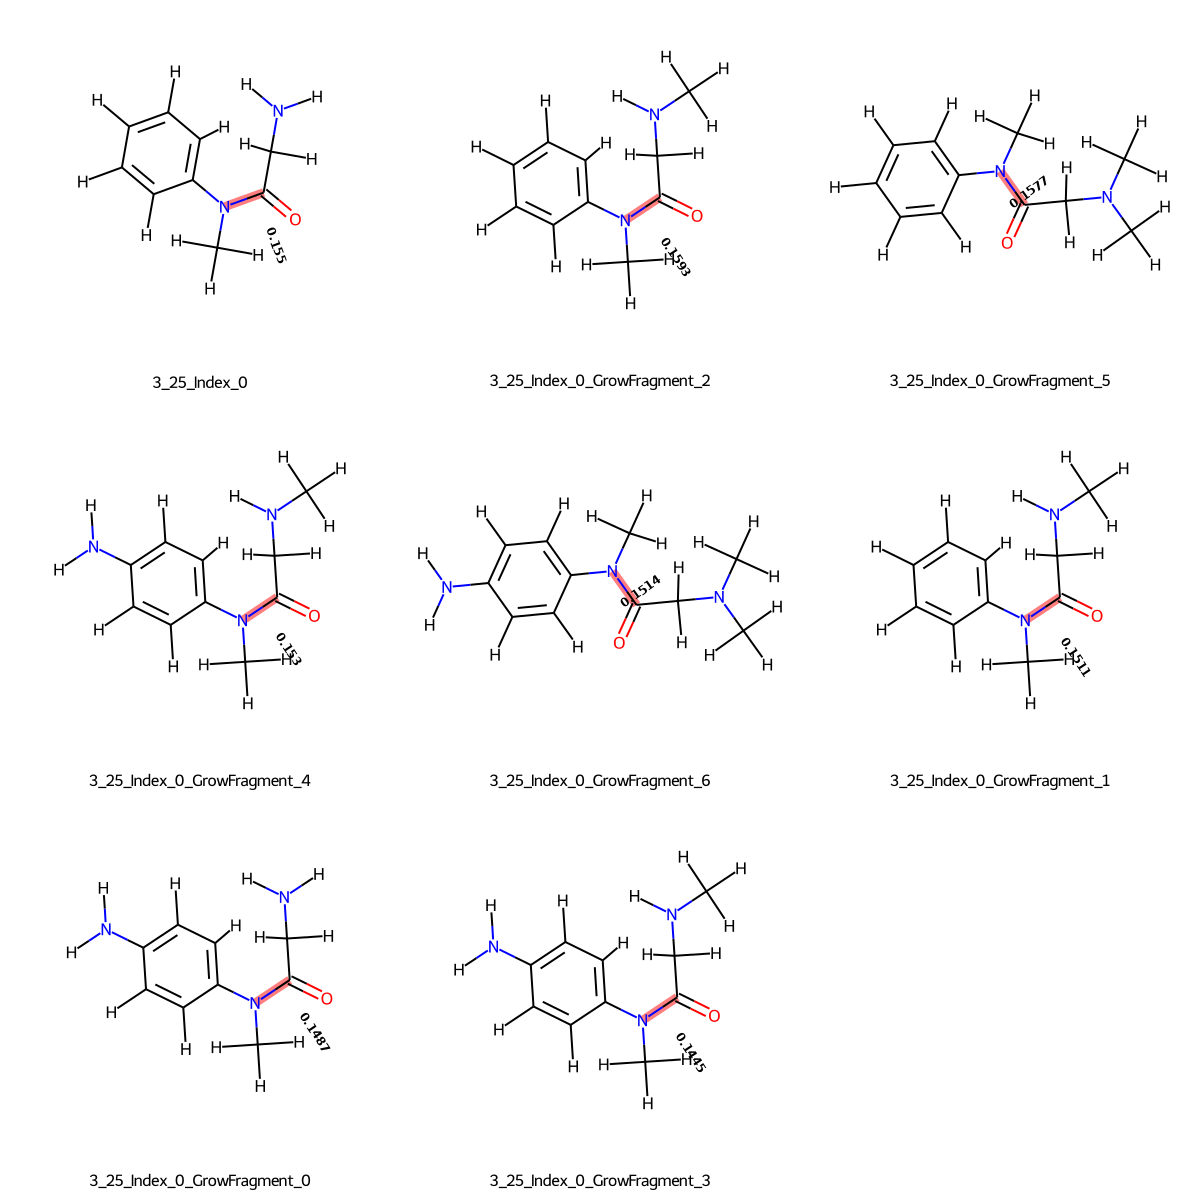 H
H H H
H N
H H H
H N O
H H H 0.155
H
3_25_Index_0
H H
H H N H
H H H H
H N O
H H H 0.1593
H
3_25_Index_0_GrowFragment_2
H
H H H H
H H
N H H
H 0.1577 N H
O H
H H H H
3_25_Index_0_GrowFragment_5
H H
H H H N H
N H H H
H
H N O
H H H 0.153
H
3_25_Index_0_GrowFragment_4
H
H H H H
H H H
H N H H
N 0.1514 N H
H O H
H H H H
3_25_Index_0_GrowFragment_6
H H
H H N H
H H H H
H N O
H H H 0.1511
H
3_25_Index_0_GrowFragment_1
H H H H
N N
H H H H
H N O
H H H 0.1487
H
3_25_Index_0_GrowFragment_0
H H
H H H N H
N H H H
H
H N O
H H H 0.1445
H
3_25_Index_0_GrowFragment_3